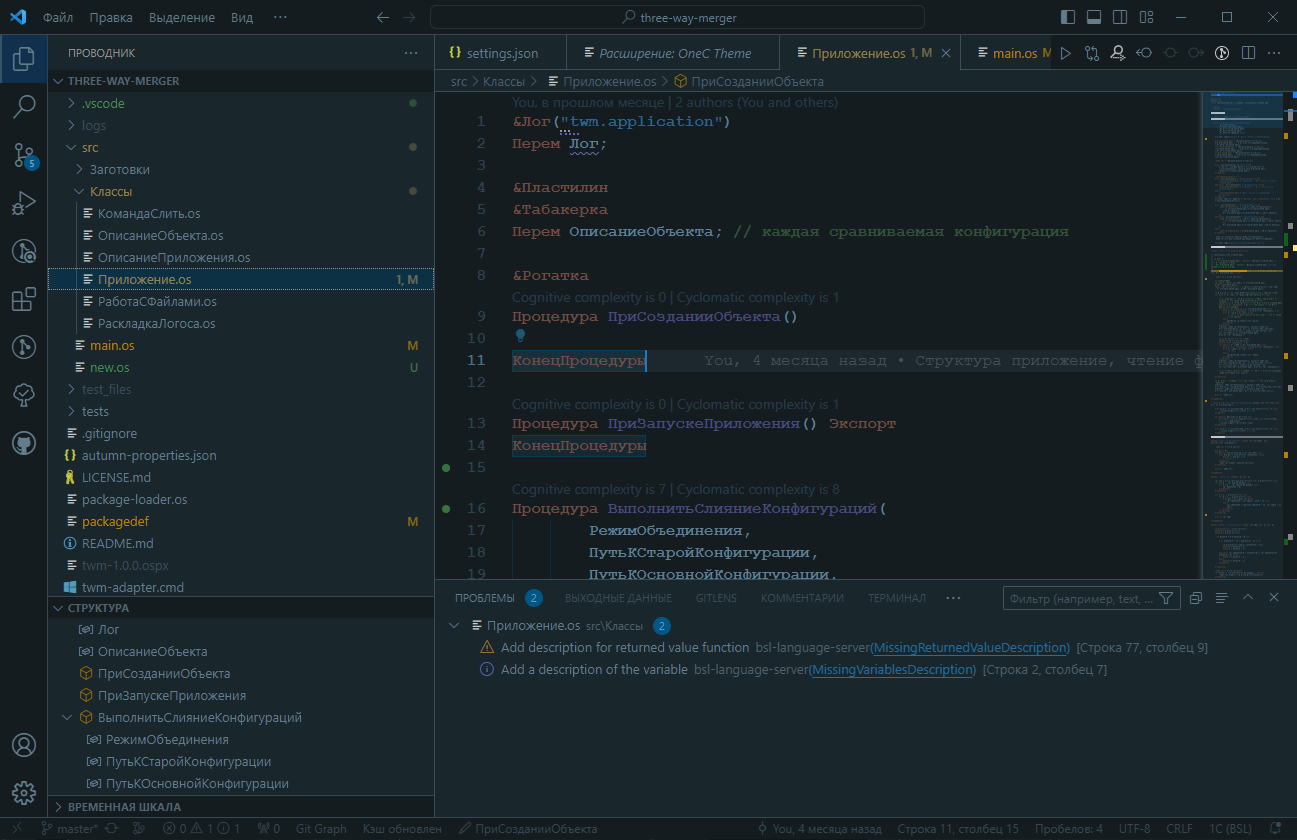 Файл Правка Выделение Вид ··· three-way-merger
ПРОВОДНИК ···
THREE-WAY-MERGER
.vscode
logs
src
Заготовки
Классы
КомандаСлить.os
ОписаниеОбъекта.os
ОписаниеПриложения.os
Приложение.os 1, M
РаботаСФайлами.os
РаскладкаЛогоса.os
main.os M
new.os U
test_files
tests
.gitignore
autumn-properties.json
LICENSE.md
package-loader.os
packagedef M
README.md
twm-1.0.0.ospx
twm-adapter.cmd
СТРУКТУРА
Лог
ОписаниеОбъекта
ПриСозданииОбъекта
ПриЗапускеПриложения
ВыполнитьСлияниеКонфигураций
РежимОбъединения
ПутьКСтаройКонфигурации
ПутьКОсновнойКонфигурации
ВРЕМЕННАЯ ШКАЛА
5
{} settings.json Расширение: OneC Theme Приложение.os 1, M main.os M
src > Классы > Приложение.os > ПриСозданииОбъекта
You, в прошлом месяце | 2 authors (You and others)
1 &Лог("twm.application")
2 Перем Лог;
3
4 &Пластилин
5 &Табакерка
6 Перем ОписаниеОбъекта; // каждая сравниваемая конфигурация
7
8 &Рогатка
Cognitive complexity is 0 | Cyclomatic complexity is 1
9 Процедура ПриСозданииОбъекта()
10
11 КонецПроцедуры You, 4 месяца назад • Структура приложение, чтение ф
12
Cognitive complexity is 0 | Cyclomatic complexity is 1
13 Процедура ПриЗапускеПриложения() Экспорт
14 КонецПроцедуры
15
Cognitive complexity is 7 | Cyclomatic complexity is 8
16 Процедура ВыполнитьСлияниеКонфигураций(
17 РежимОбъединения,
18 ПутьКСтаройКонфигурации,
19 ПутьКОсновнойКонфигурации,
ПРОБЛЕМЫ 2 ВЫХОДНЫЕ ДАННЫЕ GITLENS КОММЕНТАРИИ ТЕРМИНАЛ ··· Фильтр (например, text, ...
Приложение.os src\Классы 2
Add description for returned value function bsl-language-server(MissingReturnedValueDescription) [Строка 77, столбец 9]
Add a description of the variable bsl-language-server(MissingVariablesDescription) [Строка 2, столбец 7]
master* 0 1 1 0 Git Graph Кэш обновлен ПриСозданииОбъекта You, 4 месяца назад Строка 11, столбец 15 Пробелов: 4 UTF-8 CRLF 1C (BSL)